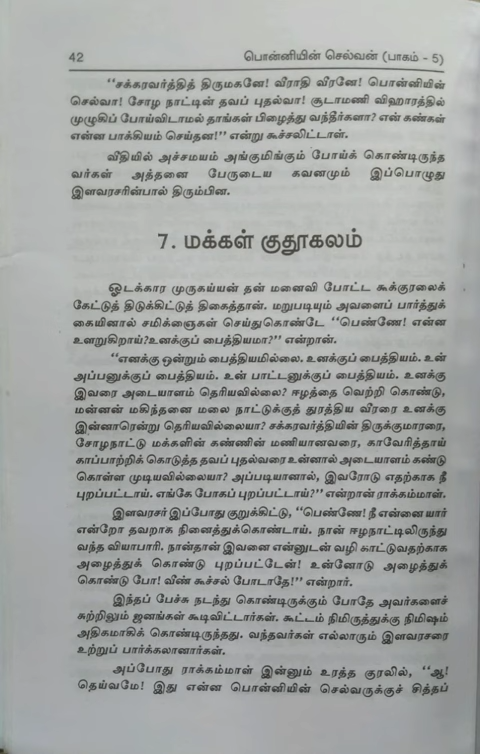 42 பொன்னியின் செல்வன் (பாகம் - 5)
“சக்கரவர்த்தித் திருமகனே! வீராதி வீரனே! பொன்னியின்
செல்வா! சோழ நாட்டின் தவப் புதல்வா! சூடாமணி விஹாரத்தில்
முழுகிப் போய்விடாமல் தாங்கள் பிழைத்து வந்தீர்களா? என் கண்கள்
என்ன பாக்கியம் செய்தன!” என்று கூச்சலிட்டாள்.
வீதியில் அச்சமயம் அங்குமிங்கும் போய்க் கொண்டிருந்த
வர்கள் அத்தனை பேருடைய கவனமும் இப்பொழுது
இளவரசரின்பால் திரும்பின.
7. மக்கள் குதூகலம்
ஓடக்கார முருகய்யன் தன் மனைவி போட்ட கூக்குரலைக்
கேட்டுத் திடுக்கிட்டுத் திகைத்தான். மறுபடியும் அவளைப் பார்த்துக்
கையினால் சமிக்ஞைகள் செய்துகொண்டே “பெண்ணே! என்ன
உளறுகிறாய்?உனக்குப் பைத்தியமா?” என்றான்.
“எனக்கு ஒன்றும் பைத்தியமில்லை. உனக்குப் பைத்தியம். உன்
அப்பனுக்குப் பைத்தியம். உன் பாட்டனுக்குப் பைத்தியம். உனக்கு
இவரை அடையாளம் தெரியவில்லை? ஈழத்தை வெற்றி கொண்டு,
மன்னன் மகிந்தனை மலை நாட்டுக்குத் துரத்திய வீரரை உனக்கு
இன்னாரென்று தெரியவில்லையா? சக்கரவர்த்தியின் திருக்குமாரரை,
சோழநாட்டு மக்களின் கண்ணின் மணியானவரை, காவேரித்தாய்
காப்பாற்றிக் கொடுத்த தவப் புதல்வரை உன்னால் அடையாளம் கண்டு
கொள்ள முடியவில்லையா? அப்படியானால், இவரோடு எதற்காக நீ
புறப்பட்டாய். எங்கே போகப் புறப்பட்டாய்?” என்றான் ராக்கம்மாள்.
இளவரசர் இப்போது குறுக்கிட்டு, “பெண்ணே! நீ என்னை யார்
என்றோ தவறாக நினைத்துக்கொண்டாய். நான் ஈழநாட்டிலிருந்து
வந்த வியாபாரி. நான்தான் இவனை என்னுடன் வழி காட்டுவதற்காக
அழைத்துக் கொண்டு புறப்பட்டேன்! உன்னோடு அழைத்துக்
கொண்டு போ! வீண் கூச்சல் போடாதே!” என்றார்.
இந்தப் பேச்சு நடந்து கொண்டிருக்கும் போதே அவர்களைச்
சுற்றிலும் ஜனங்கள் கூடிவிட்டார்கள். கூட்டம் நிமிருத்துக்கு நிமிஷம்
அதிகமாகிக் கொண்டிருந்தது. வந்தவர்கள் எல்லாரும் இளவரசரை
உற்றுப் பார்க்கலானார்கள்.
அப்போது ராக்கம்மாள் இன்னும் உரத்த குரலில், “ஆ!
தெய்வமே! இது என்ன பொன்னியின் செல்வருக்குச் சித்தப்